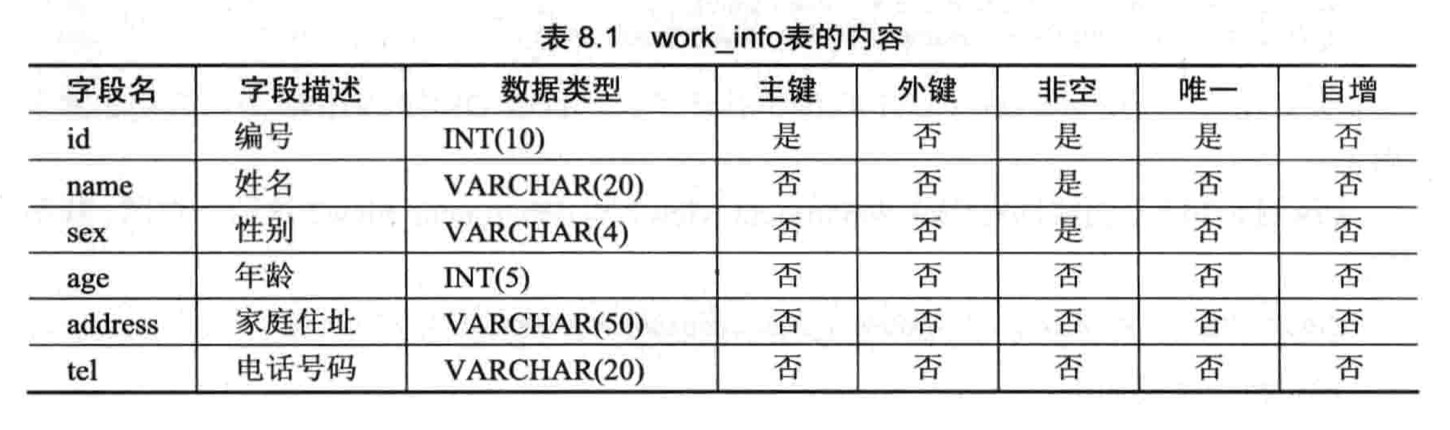 表 8.1 work_info表的内容
字段名 字段描述 数据类型 主键 外键 非空 唯一 自增
id 编号 INT(10) 是 否 是 是 否
name 姓名 VARCHAR(20) 否 否 是 否 否
sex 性别 VARCHAR(4) 否 否 是 否 否
age 年龄 INT(5) 否 否 否 否 否
address 家庭住址 VARCHAR(50) 否 否 否 否 否
tel 电话号码 VARCHAR(20) 否 否 否 否 否